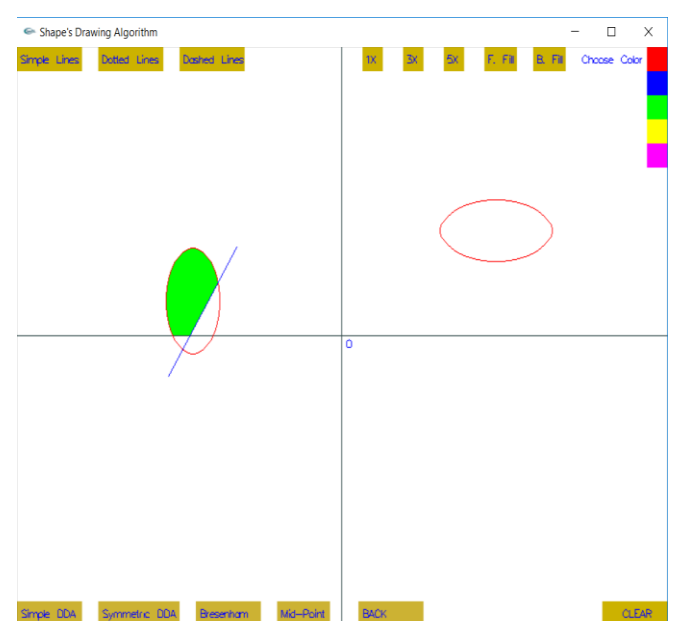 Shape's Drawing Algorithm
Simple Lines Dotted Lines Dashed Lines 1X 3X 5X F. Fill B. Fill Choose Color
0
Simple DDA Symmetric DDA Bresenham Mid-Point BACK CLEAR